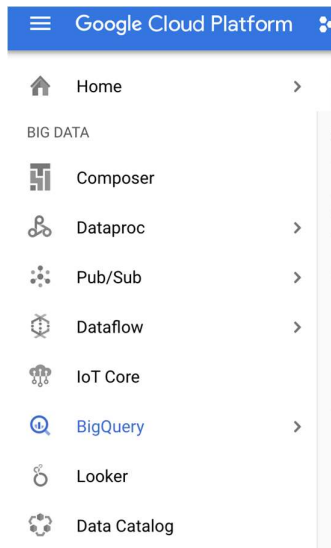 Google Cloud Platform
Home
BIG DATA
Composer
Dataproc
Pub/Sub
Dataflow
IoT Core
BigQuery
Looker
Data Catalog